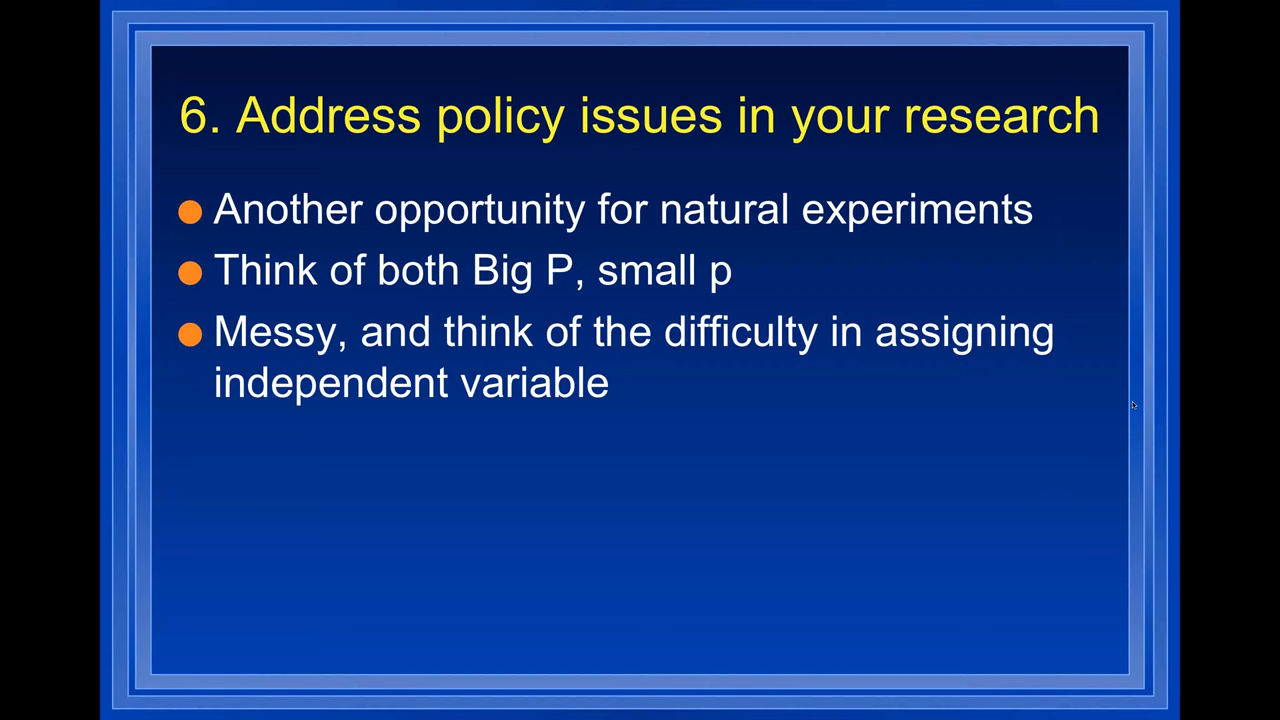 6. Address policy issues in your research
Another opportunity for natural experiments
Think of both Big P, small p
Messy, and think of the difficulty in assigning
independent variable